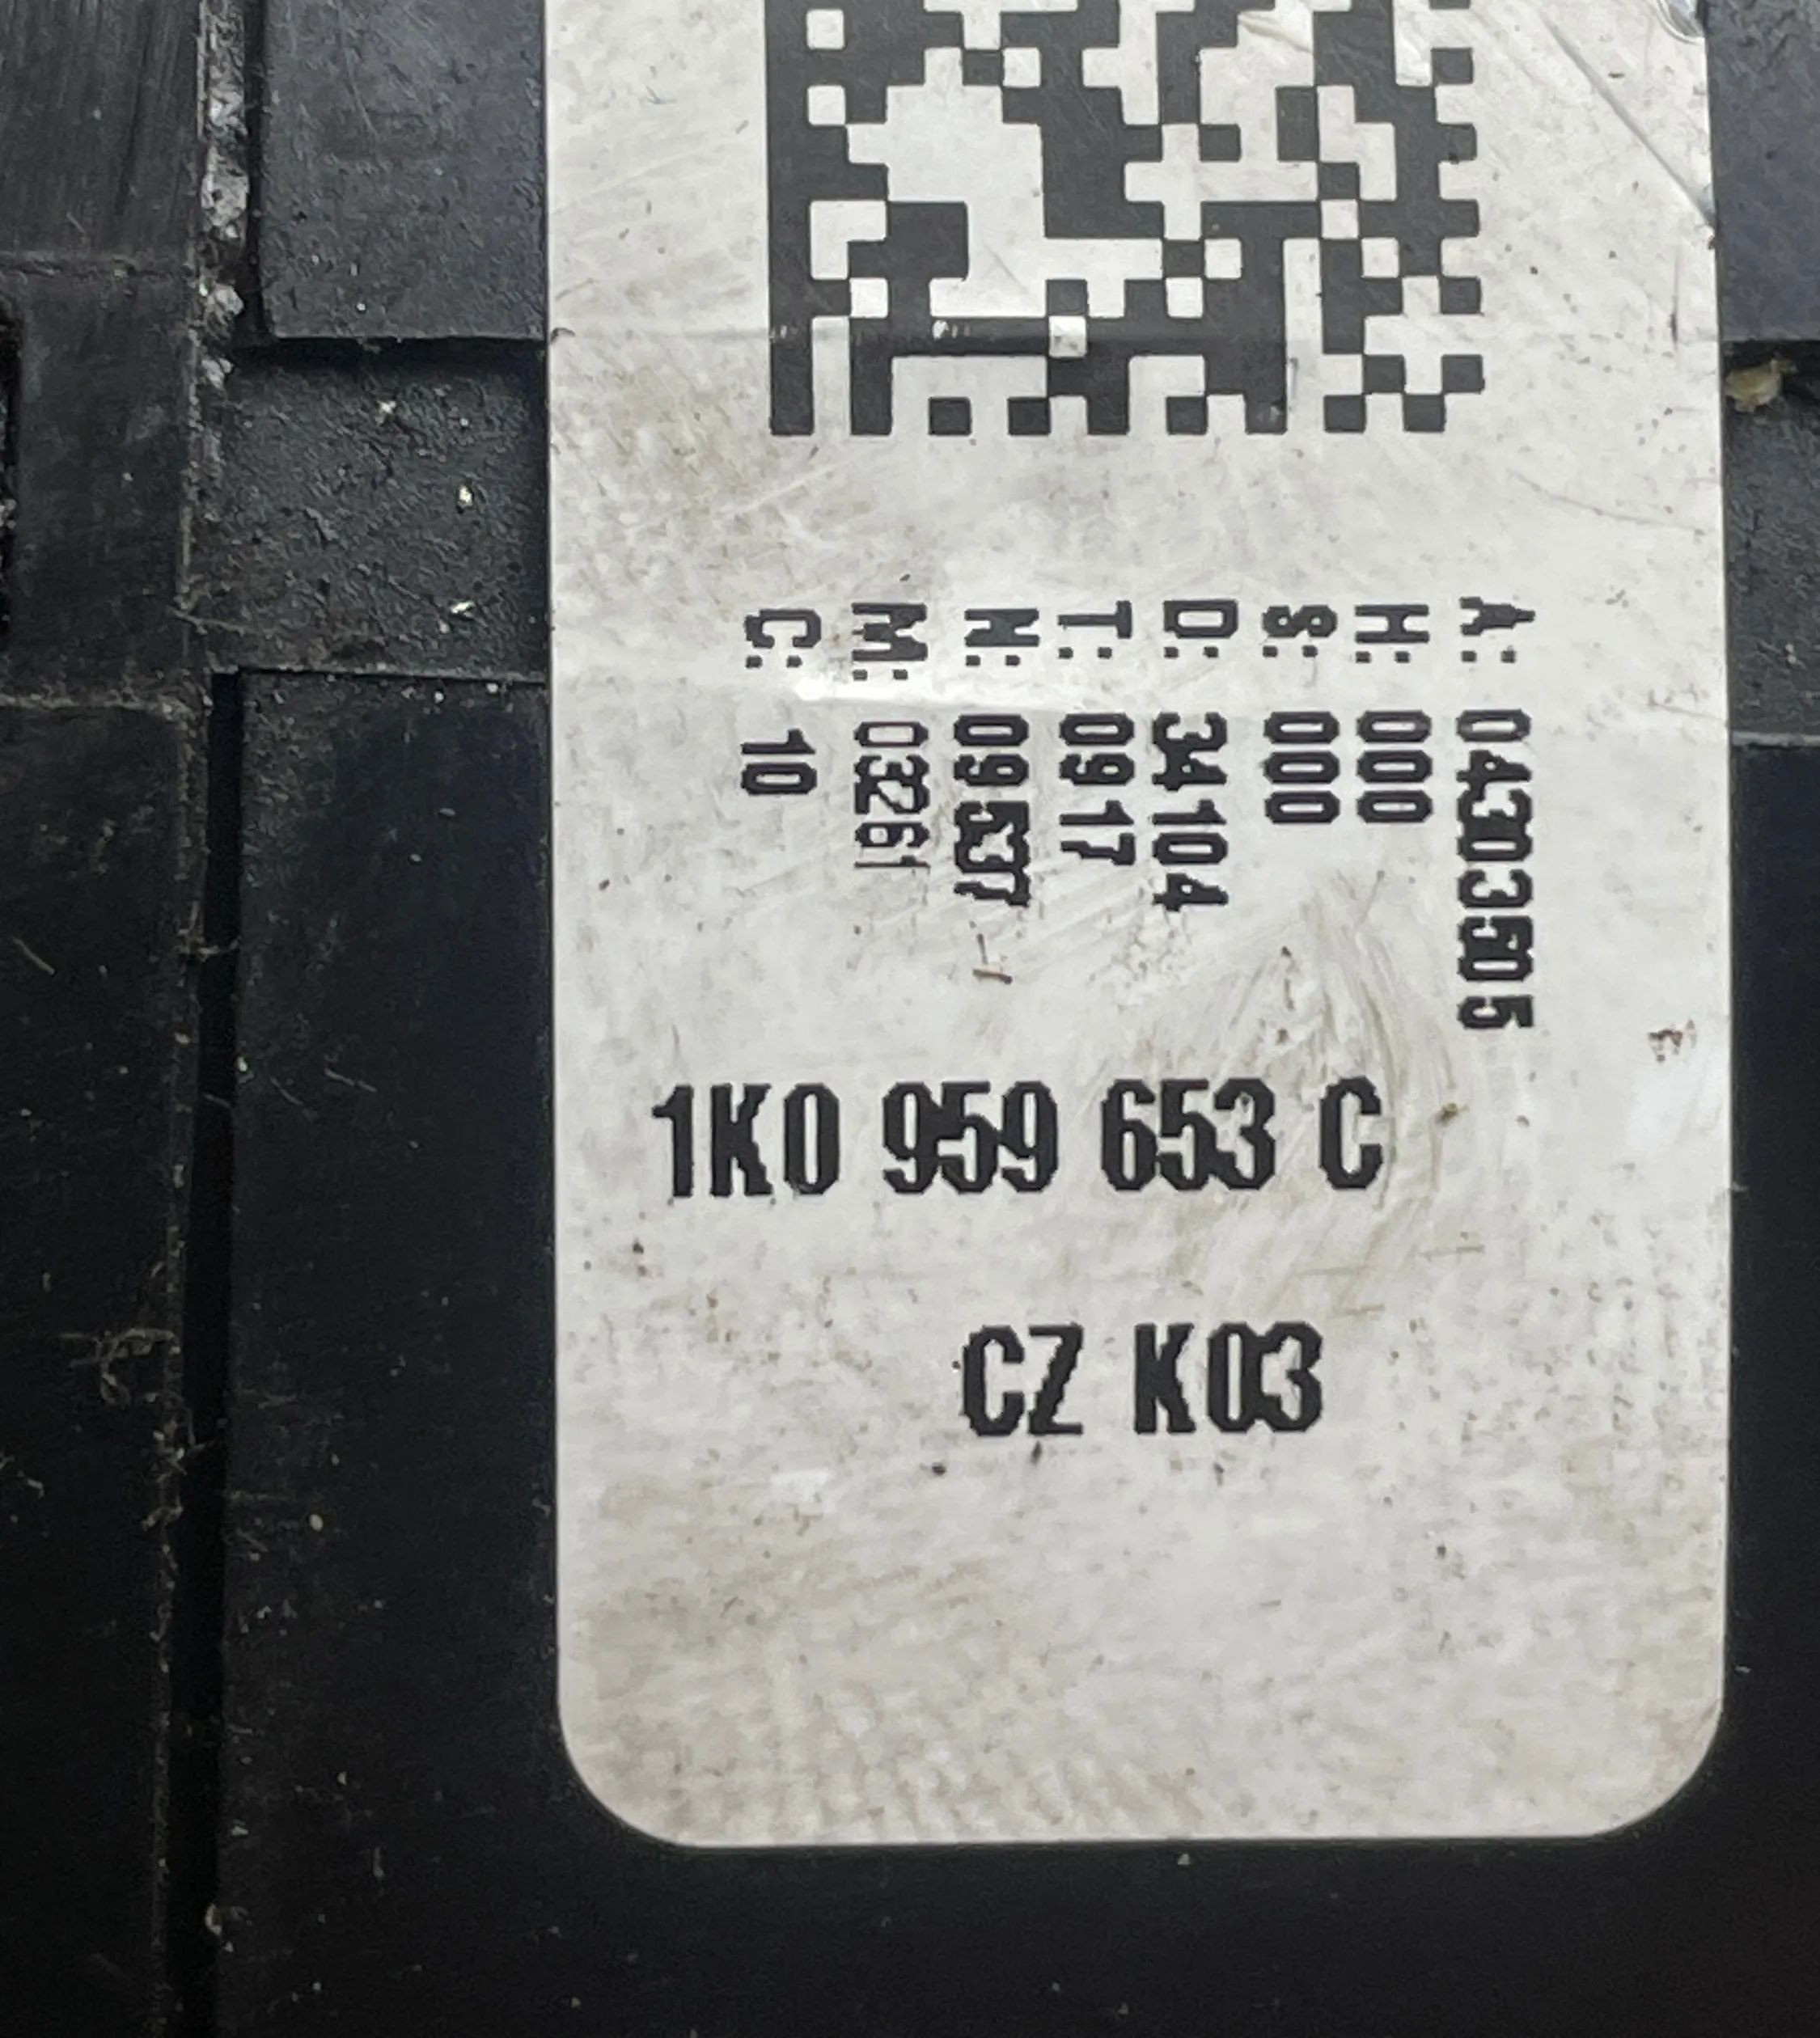 A: 04303505
H: 000
S: 000
D: 34104
T: 0917
N: 09537
M: 03261
C: 10
1K0 959 653 C
CZ K03